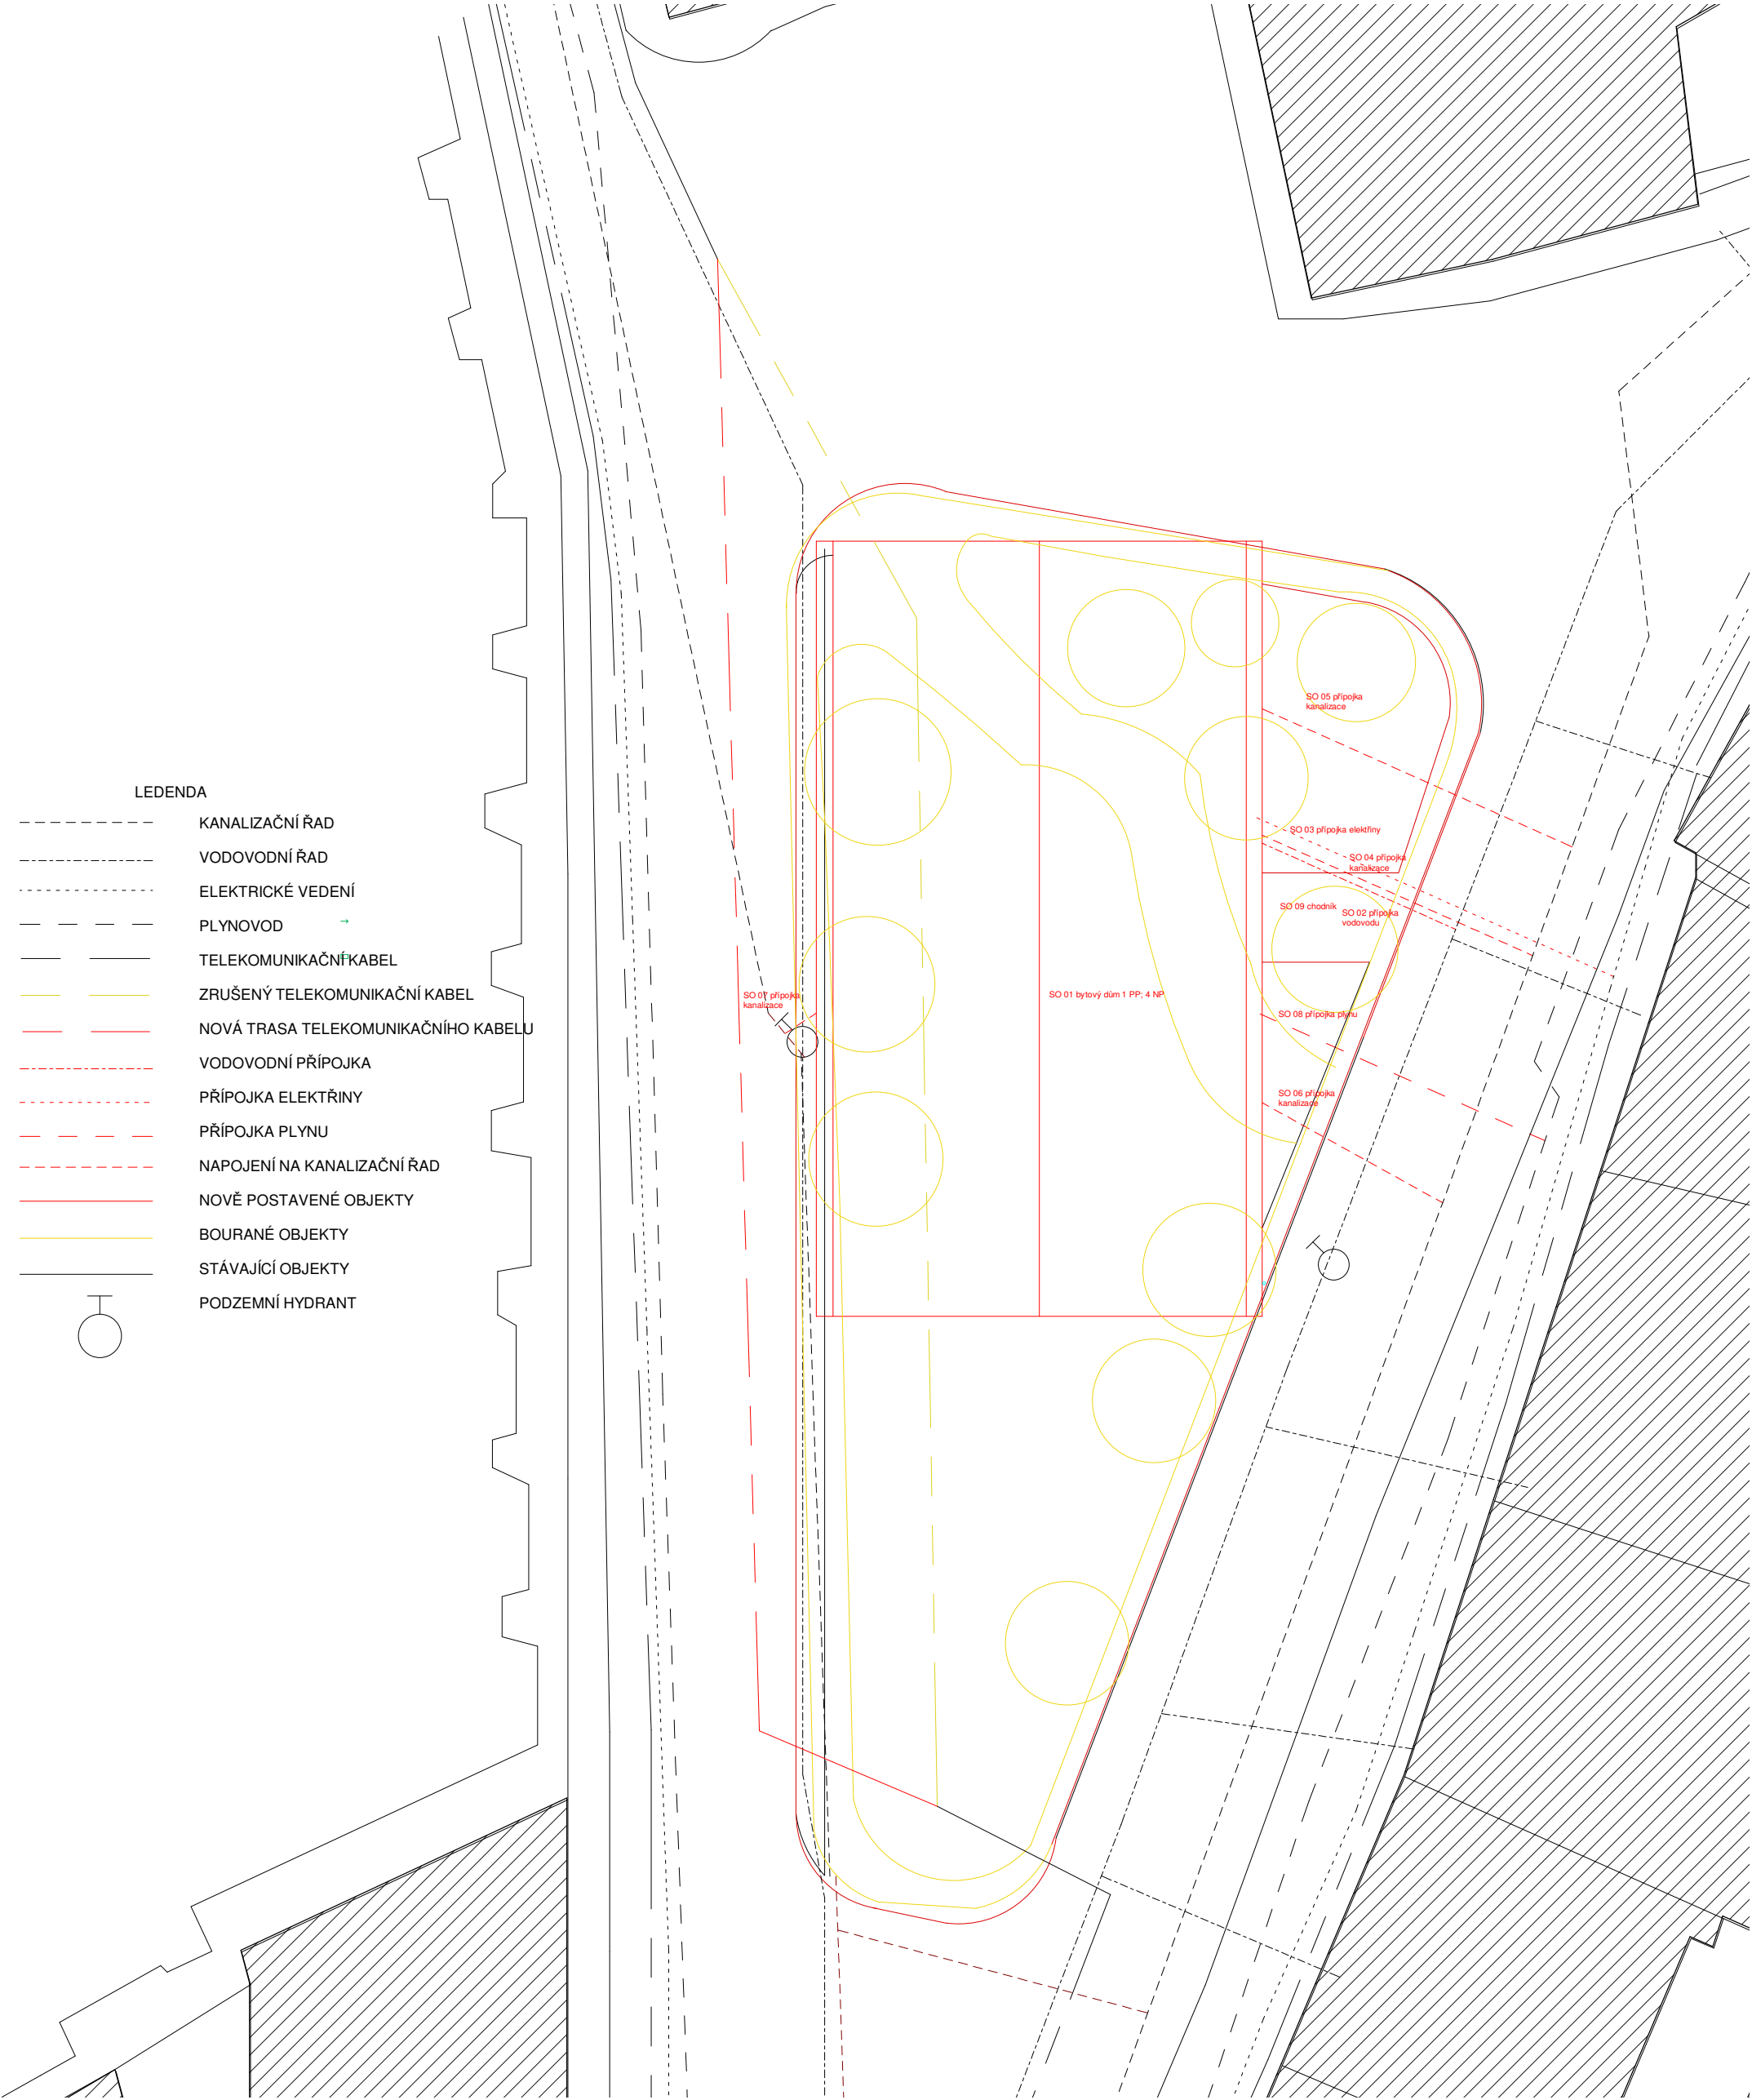 LEDENDA
KANALIZAČNÍ ŘAD
VODOVODNÍ ŘAD
ELEKTRICKÉ VEDENÍ
PLYNOVOD
TELEKOMUNIKAČNÍ KABEL
ZRUŠENÝ TELEKOMUNIKAČNÍ KABEL
NOVÁ TRASA TELEKOMUNIKAČNÍHO KABELU
VODOVODNÍ PŘÍPOJKA
PŘÍPOJKA ELEKTŘINY
PŘÍPOJKA PLYNU
NAPOJENÍ NA KANALIZAČNÍ ŘAD
NOVĚ POSTAVENÉ OBJEKTY
BOURANÉ OBJEKTY
STÁVAJÍCÍ OBJEKTY
PODZEMNÍ HYDRANT
SO 05 přípojka
kanalizace
SO 03 přípojka elektřiny
SO 04 přípojka
kanalizace
SO 09 chodník
SO 02 přípojka
vodovodu
SO 07 přípojka
kanalizace
SO 01 bytový dům 1 PP; 4 NP
SO 08 přípojka plynu
SO 06 přípojka
kanalizace